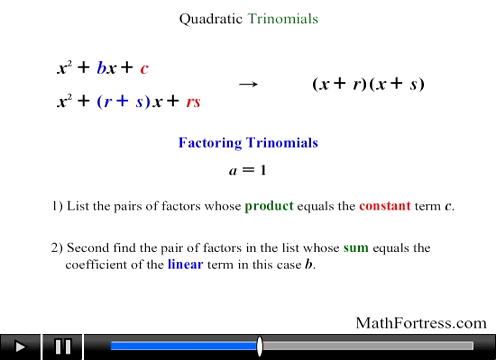 Quadratic Trinomials
x² + bx + c
x² + (r + s)x + rs
→ (x + r)(x + s)
Factoring Trinomials
a = 1
1) List the pairs of factors whose product equals the constant term c.
2) Second find the pair of factors in the list whose sum equals the
coefficient of the linear term in this case b.
MathFortress.com